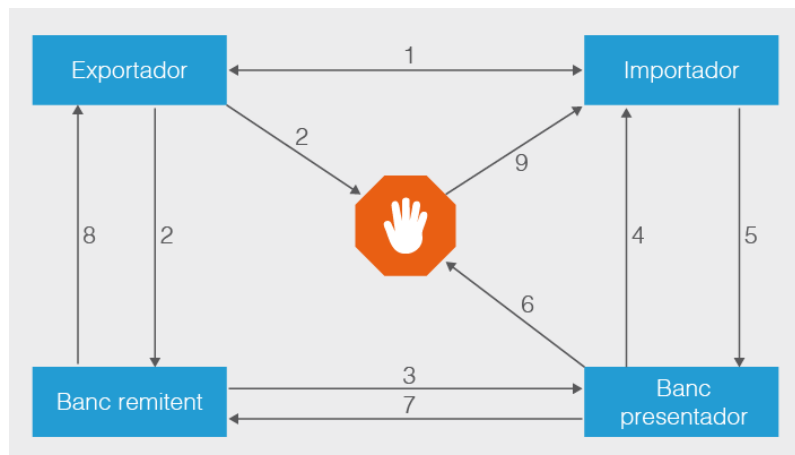 1
Exportador
Importador
2
9
8
2
4
5
6
3
Banc remitent
7
Banc
presentador